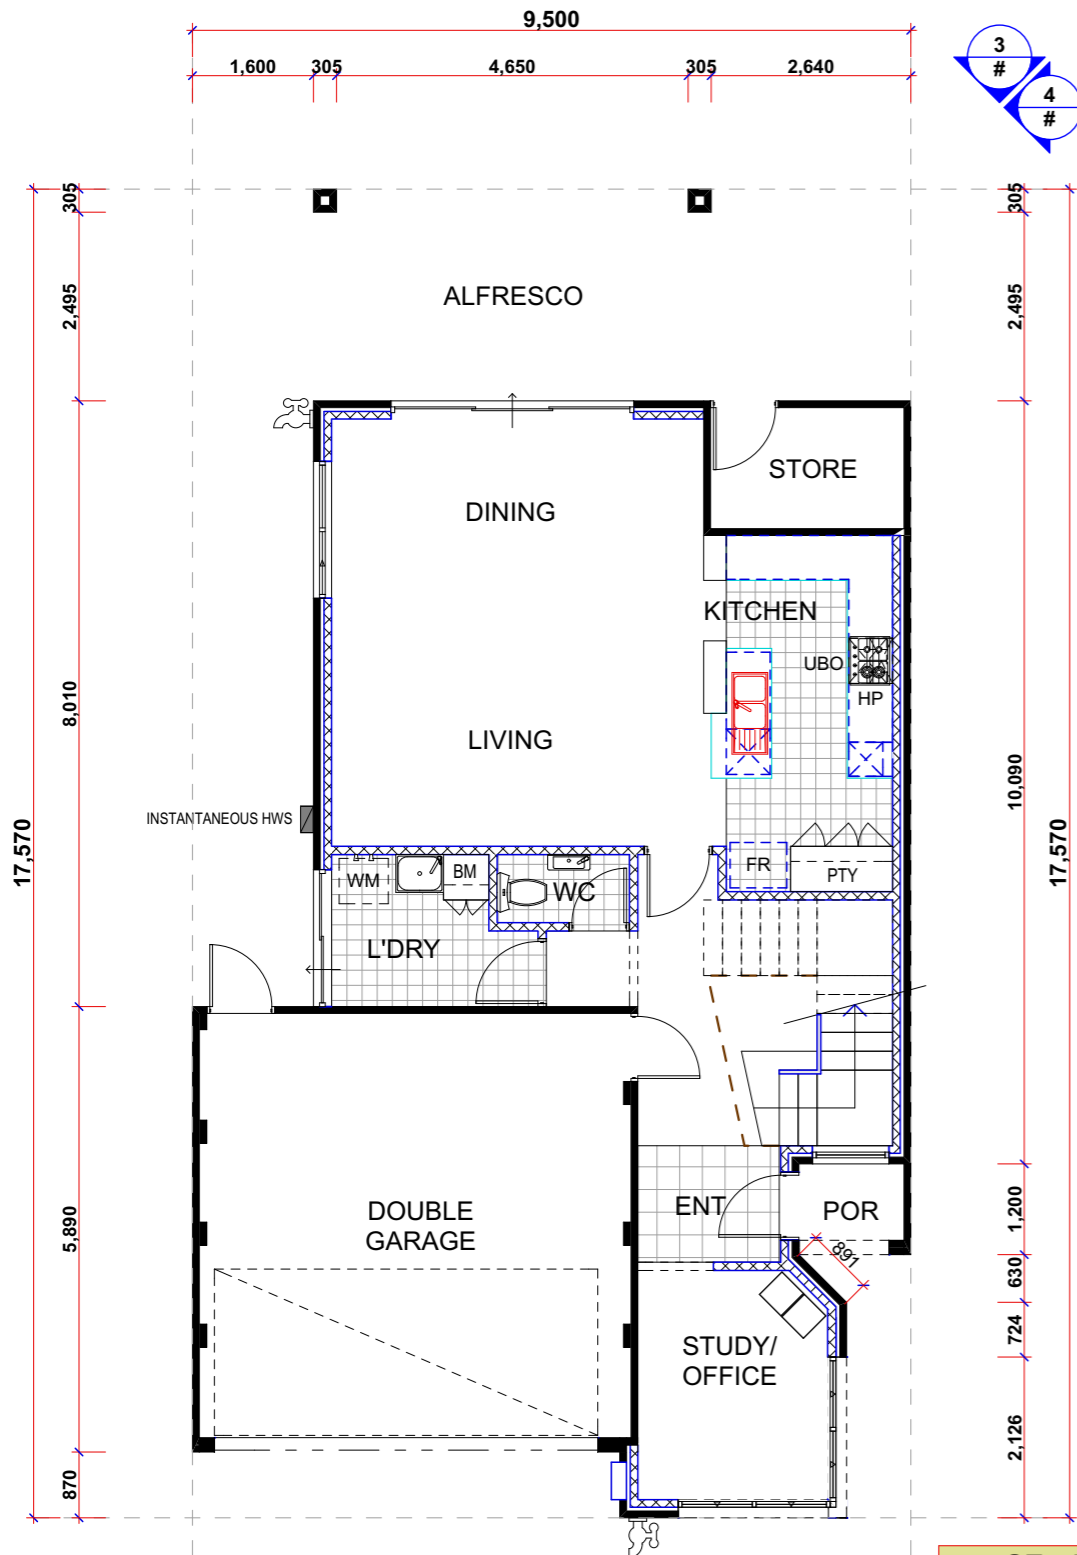 9,500
1,600 305 4,650 305 2,640
3
#
4
#
305
305
2,495
2,495
ALFRESCO
STORE
DINING
KITCHEN
UBO
HP
8,010
LIVING
10,090
INSTANTANEOUS HWS
17,570
17,570
WM
BM
WC
FR
PTY
L'DRY
5,890
DOUBLE
GARAGE
ENT
POR
1,200
891
630
724
STUDY/
OFFICE
2,126
870